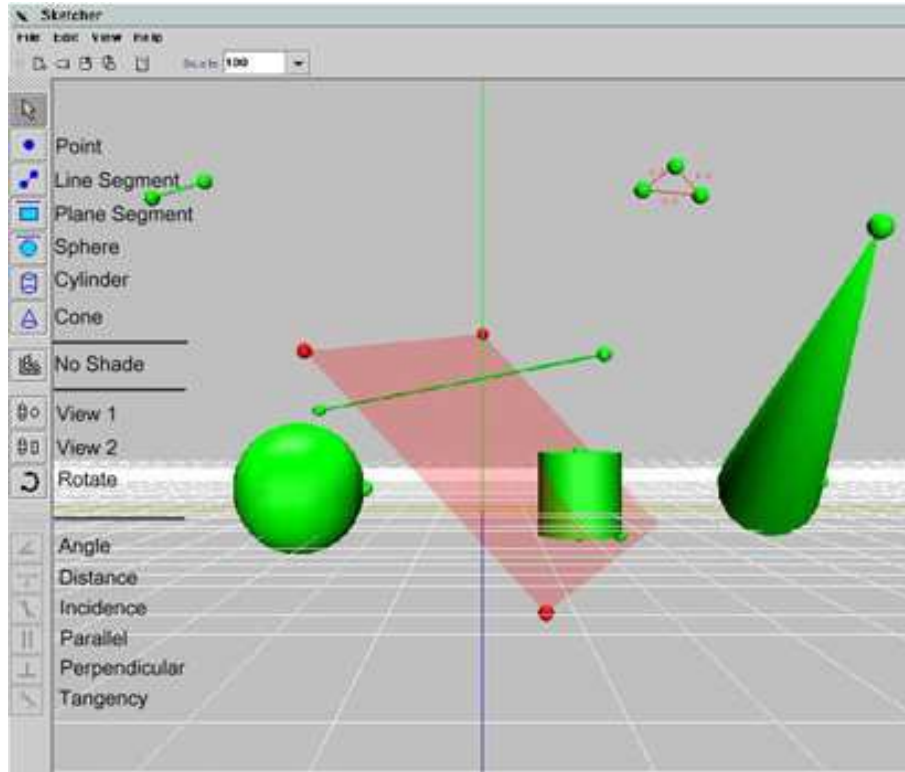 Sketcher
File Edit View Help
100
Point
Line Segment
Plane Segment
Sphere
Cylinder
Cone
No Shade
View 1
View 2
Rotate
Angle
Distance
Incidence
Parallel
Perpendicular
Tangency